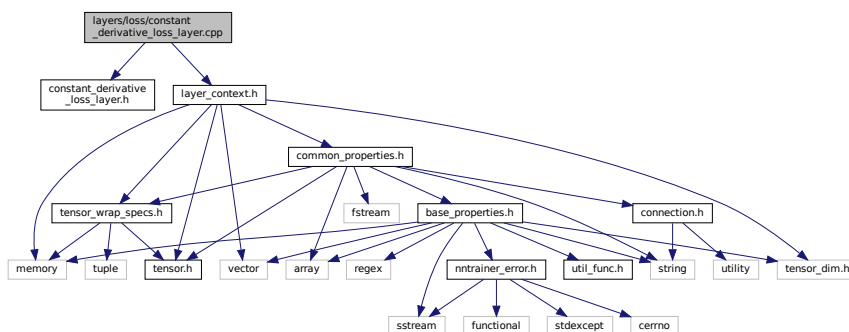 layers/loss/constant
_derivative_loss_layer.cpp
constant_derivative
_loss_layer.h
layer_context.h
common_properties.h
tensor_wrap_specs.h
fstream
base_properties.h
connection.h
memory
tuple
tensor.h
vector
array
regex
nntrainer_error.h
util_func.h
string
utility
tensor_dim.h
sstream
functional
stdexcept
cerrno